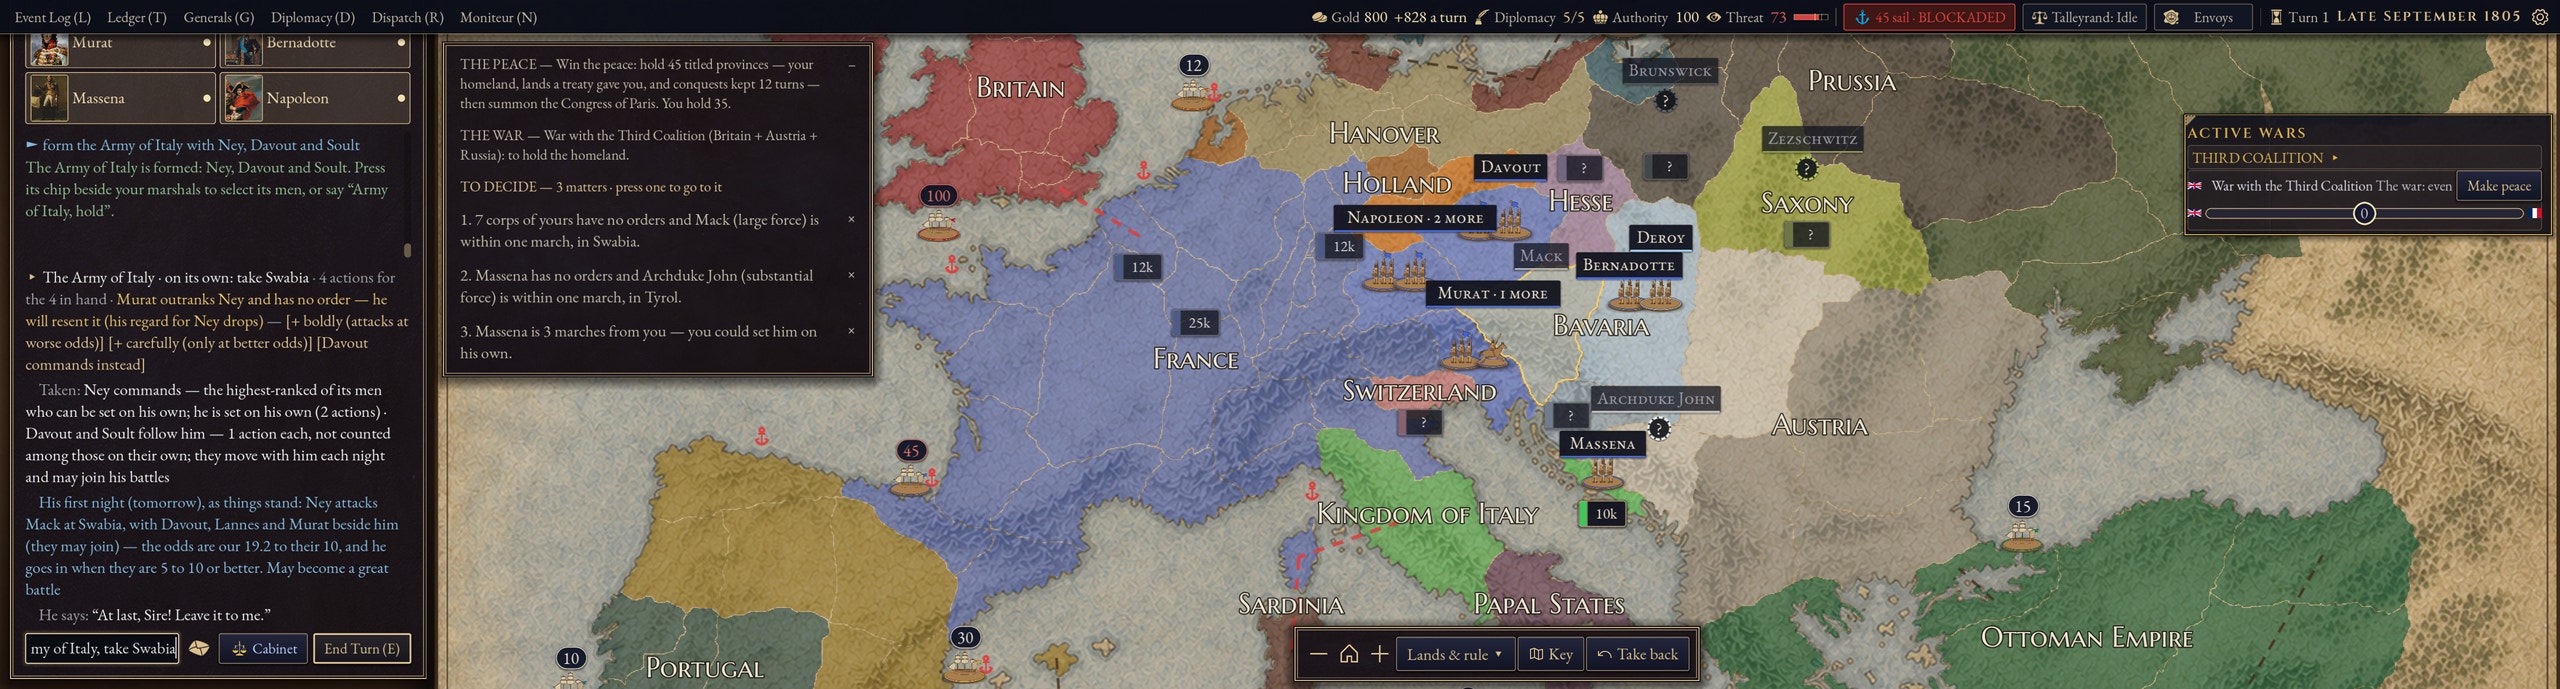 Event Log (L) Ledger (T) Generals (G) Diplomacy (D) Dispatch (R) Moniteur (N)
Gold 800 +828 a turn Diplomacy 5/5 Authority 100 Threat 73
45 sail · BLOCKADED
Talleyrand: Idle
Envoys
Turn 1 LATE SEPTEMBER 1805
Murat
Bernadotte
Massena
Napoleon
► form the Army of Italy with Ney, Davout and Soult
The Army of Italy is formed: Ney, Davout and Soult. Press
its chip beside your marshals to select its men, or say “Army
of Italy, hold”.
▸ The Army of Italy · on its own: take Swabia · 4 actions for
the 4 in hand · Murat outranks Ney and has no order — he
will resent it (his regard for Ney drops) — [+ boldly (attacks at
worse odds)] [+ carefully (only at better odds)] [Davout
commands instead]
Taken: Ney commands — the highest-ranked of its men
who can be set on his own; he is set on his own (2 actions) ·
Davout and Soult follow him — 1 action each, not counted
among those on their own; they move with him each night
and may join his battles
His first night (tomorrow), as things stand: Ney attacks
Mack at Swabia, with Davout, Lannes and Murat beside him
(they may join) — the odds are our 19.2 to their 10, and he
goes in when they are 5 to 10 or better. May become a great
battle
He says: “At last, Sire! Leave it to me.”
my of Italy, take Swabia
Cabinet
End Turn (E)
THE PEACE — Win the peace: hold 45 titled provinces — your
homeland, lands a treaty gave you, and conquests kept 12 turns —
then summon the Congress of Paris. You hold 35.
THE WAR — War with the Third Coalition (Britain + Austria +
Russia): to hold the homeland.
TO DECIDE — 3 matters · press one to go to it
1. 7 corps of yours have no orders and Mack (large force) is
within one march, in Swabia.
2. Massena has no orders and Archduke John (substantial
force) is within one march, in Tyrol.
3. Massena is 3 marches from you — you could set him on
his own.
ACTIVE WARS
THIRD COALITION ▸
War with the Third Coalition The war: even
Make peace
0
BRITAIN
12
100
HANOVER
BRUNSWICK
?
PRUSSIA
ZEZSCHWITZ
?
HOLLAND
DAVOUT
?
?
HESSE
SAXONY
?
NAPOLEON · 2 MORE
12k
12k
MACK
DEROY
BERNADOTTE
MURAT · 1 MORE
25k
BAVARIA
FRANCE
SWITZERLAND
?
?
ARCHDUKE JOHN
?
AUSTRIA
MASSENA
45
KINGDOM OF ITALY
10k
15
SARDINIA
PAPAL STATES
OTTOMAN EMPIRE
30
10
PORTUGAL
Lands & rule ▾
Key
Take back